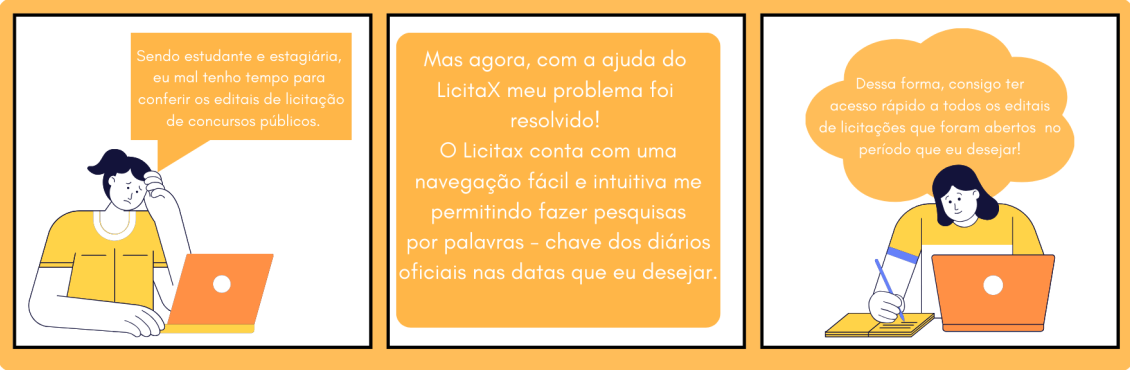 Sendo estudante e estagiária,
eu mal tenho tempo para
conferir os editais de licitação
de concursos públicos.
Mas agora, com a ajuda do
LicitaX meu problema foi
resolvido!
O Licitax conta com uma
navegação fácil e intuitiva me
permitindo fazer pesquisas
por palavras - chave dos diários
oficiais nas datas que eu desejar.
Dessa forma, consigo ter
acesso rápido a todos os editais
de licitações que foram abertos no
período que eu desejar!